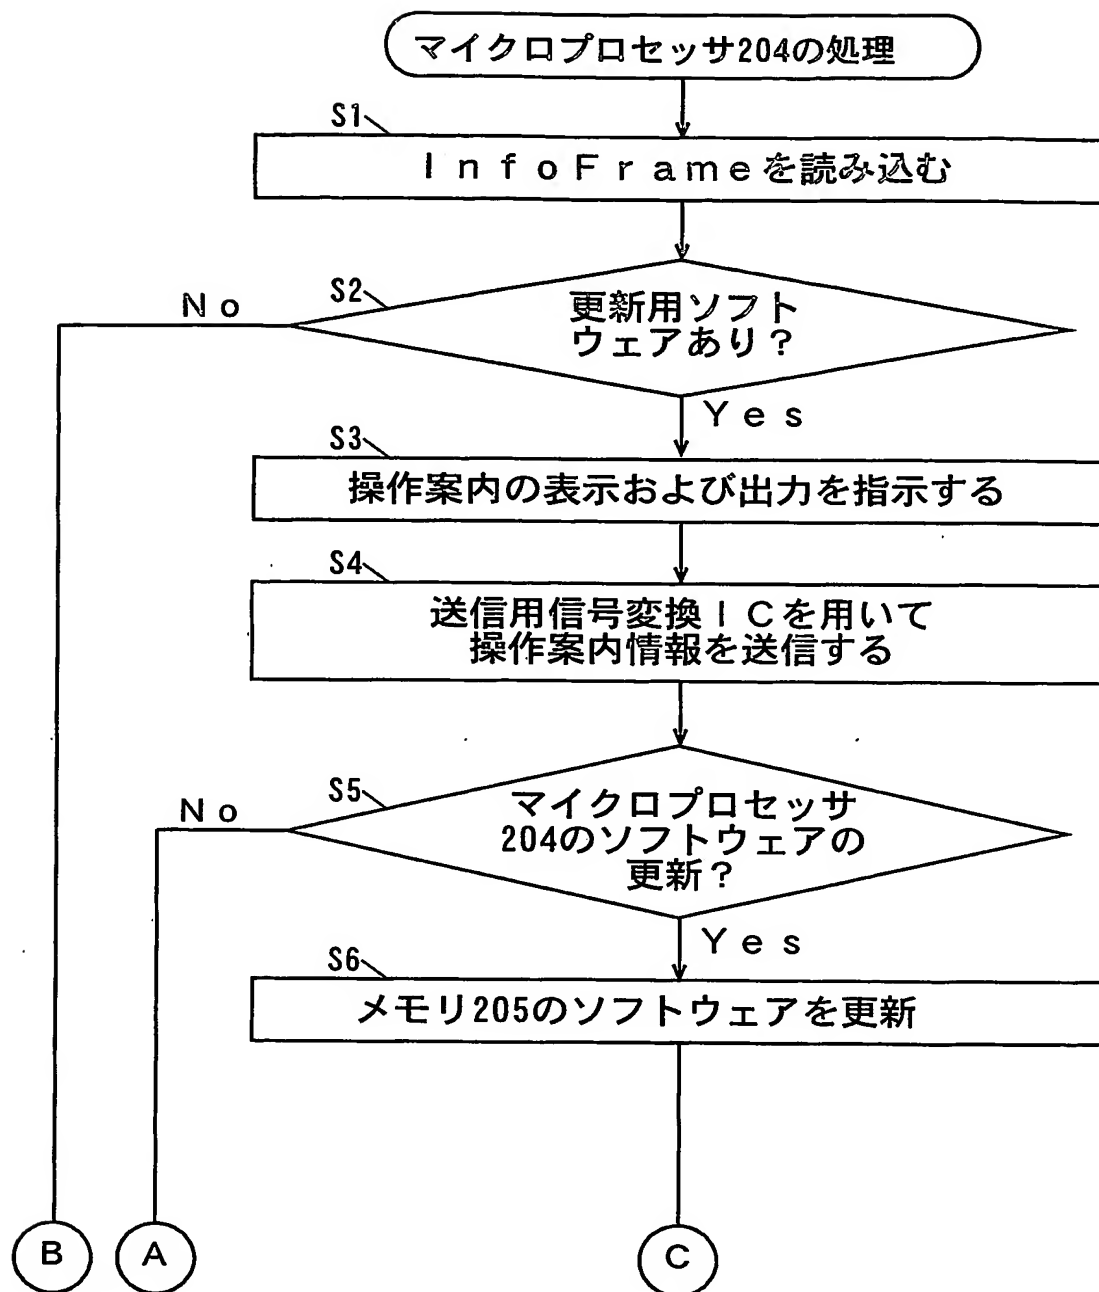 マイクロプロセッサ204の処理
S1
InfoFrameを読み込む
S2
No
更新用ソフト
ウェアあり?
Yes
S3
操作案内の表示および出力を指示する
S4
送信用信号変換ICを用いて
操作案内情報を送信する
S5
No
マイクロプロセッサ
204のソフトウェアの
更新?
Yes
S6
メモリ205のソフトウェアを更新
B
A
C